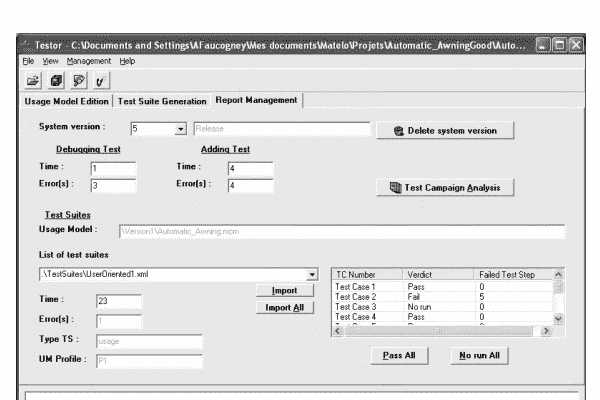 Testor - C:\Documents and Settings\AFaucogney\Mes documents\Matelo\Projets\Automatic_AwningGood\Auto...
File View Management Help
Usage Model Edition Test Suite Generation Report Management
System version : 5 Release Delete system version
Debugging Test Adding Test
Time : 1 Time : 4
Error(s) : 3 Error(s) : 4
Test Campaign Analysis
Test Suites
Usage Model : \Version1\Automatic_Awning.mcm
List of test suites
.\TestSuites\UserOriented1.xml
TC Number Verdict Failed Test Step
Test Case 1 Pass 0
Test Case 2 Fail 5
Test Case 3 No run 0
Test Case 4 Pass 0
Import
Import All
Time : 23
Error(s) : 1
Type TS : usage
UM Profile : P1
Pass All No run All